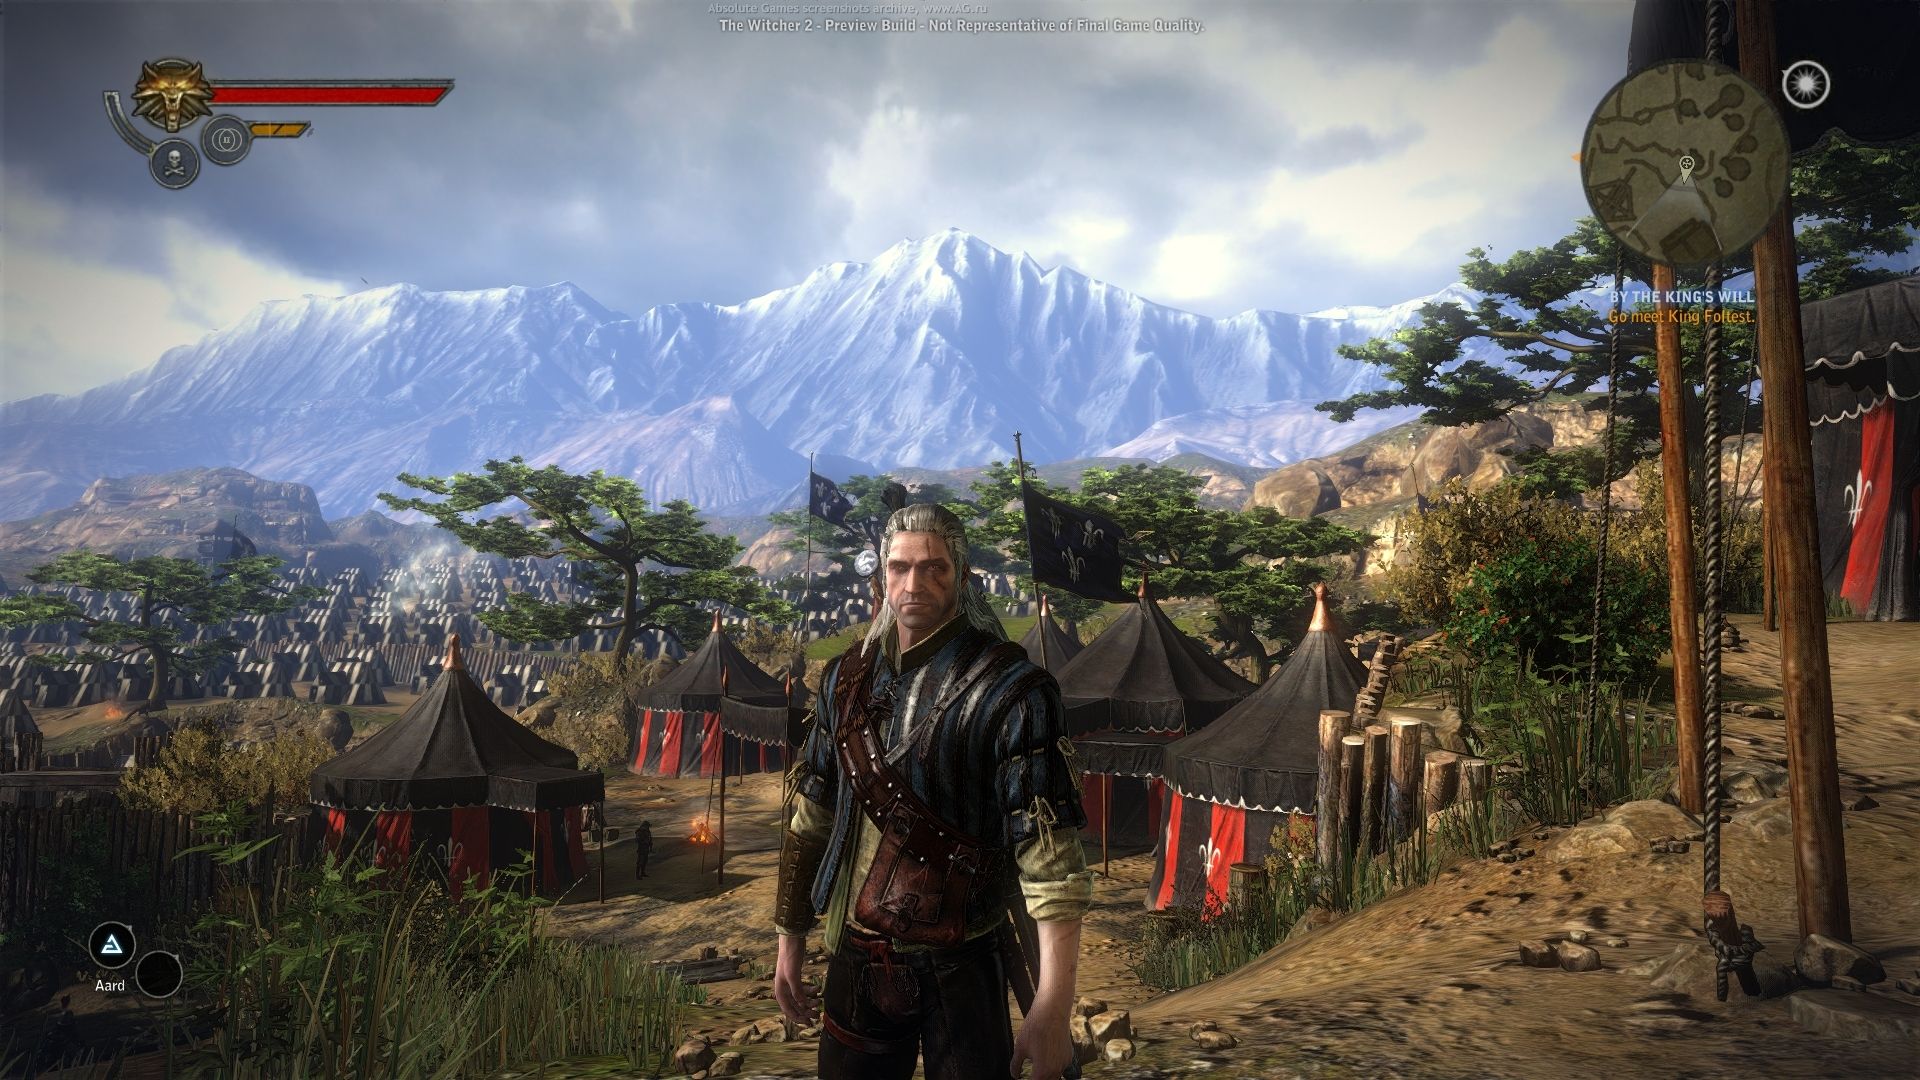 Absolute Games screenshots archive, www.AG.ru
The Witcher 2 - Preview Build - Not Representative of Final Game Quality.
BY THE KING'S WILL
Go meet King Foltest.
Aard